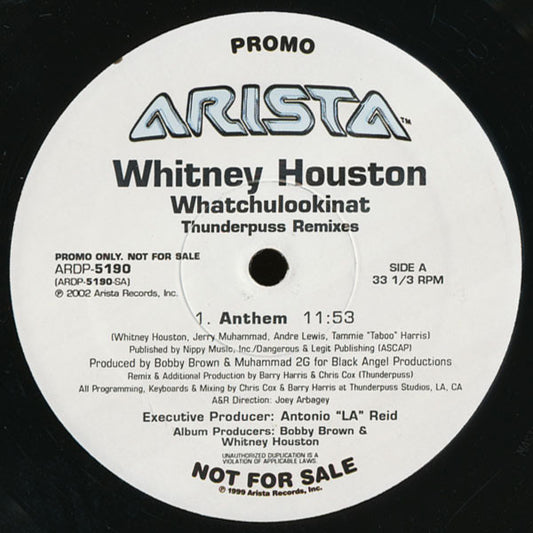 PROMO
ARISTA™
Whitney Houston
Whatchulookinat
Thunderpuss Remixes
PROMO ONLY. NOT FOR SALE
ARDP-5190
(ARDP-5190-SA)
℗ 2002 Arista Records, Inc.
SIDE A
33 1/3 RPM
1. Anthem 11:53
(Whitney Houston, Jerry Muhammad, Andre Lewis, Tammie "Taboo" Harris)
Published by Nippy Music, Inc./Dangerous & Legit Publishing (ASCAP)
Produced by Bobby Brown & Muhammad 2G for Black Angel Productions
Remix & Additional Production by Barry Harris & Chris Cox (Thunderpuss)
All Programming, Keyboards & Mixing by Chris Cox & Barry Harris at Thunderpuss Studios, LA, CA
A&R Direction: Joey Arbagey
Executive Producer: Antonio "LA" Reid
Album Producers: Bobby Brown &
Whitney Houston
UNAUTHORIZED DUPLICATION IS A
VIOLATION OF APPLICABLE LAWS.
NOT FOR SALE
℗ 1999 Arista Records, Inc.